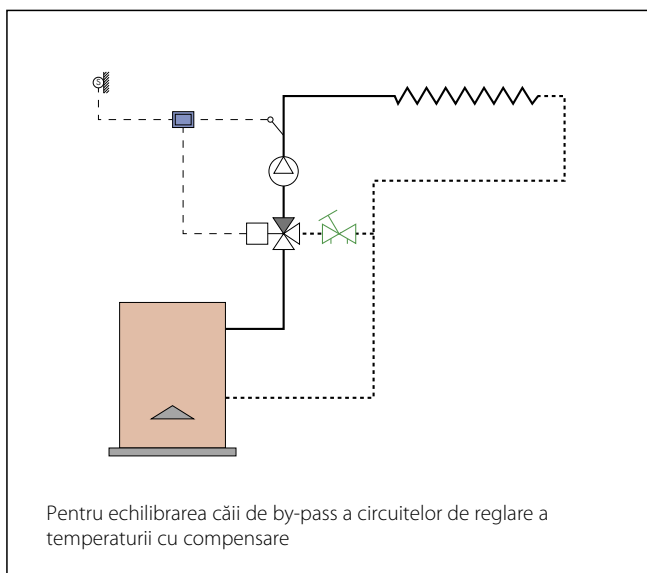 S
Pentru echilibrarea căii de by-pass a circuitelor de reglare a
temperaturii cu compensare